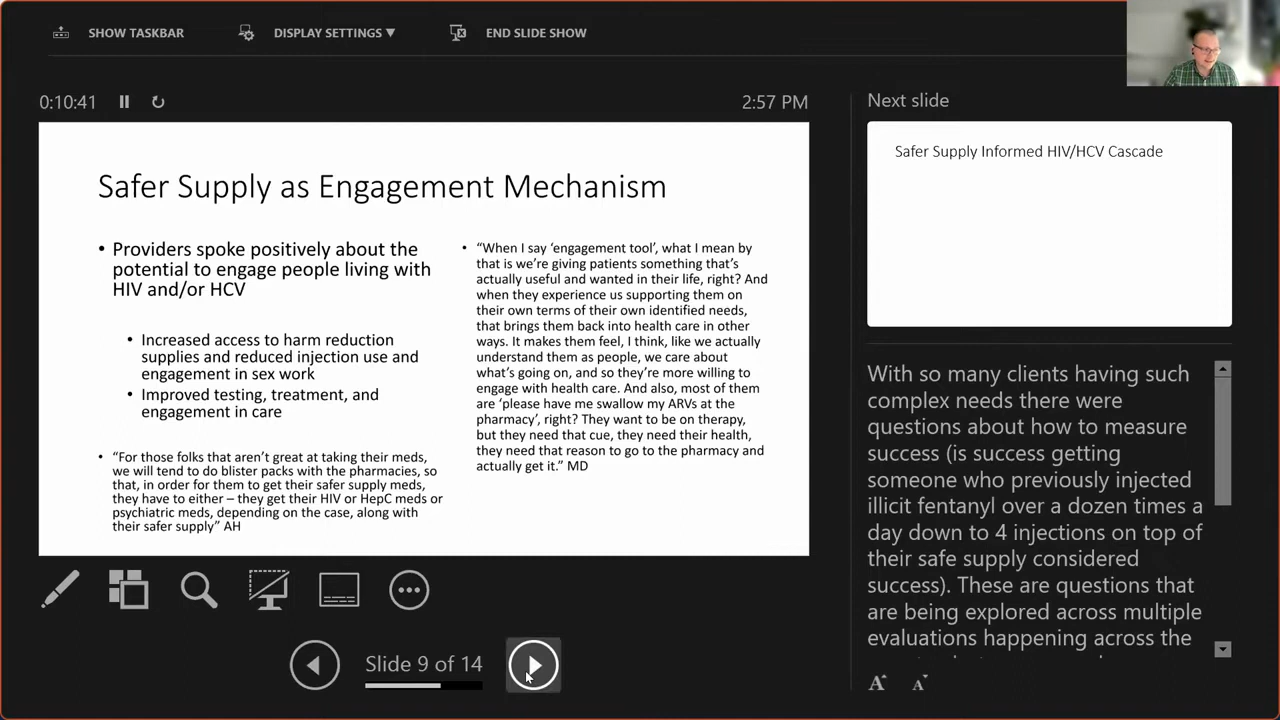 SHOW TASKBAR
DISPLAY SETTINGS ▼
END SLIDE SHOW
0:10:41
2:57 PM
Safer Supply as Engagement Mechanism
• Providers spoke positively about the
potential to engage people living with
HIV and/or HCV
• Increased access to harm reduction
supplies and reduced injection use and
engagement in sex work
• Improved testing, treatment, and
engagement in care
• “For those folks that aren’t great at taking their meds,
we will tend to do blister packs with the pharmacies, so
that, in order for them to get their safer supply meds,
they have to either – they get their HIV or HepC meds or
psychiatric meds, depending on the case, along with
their safer supply” AH
• “When I say ‘engagement tool’, what I mean by
that is we’re giving patients something that’s
actually useful and wanted in their life, right? And
when they experience us supporting them on
their own terms of their own identified needs,
that brings them back into health care in other
ways. It makes them feel, I think, like we actually
understand them as people, we care about
what’s going on, and so they’re more willing to
engage with health care. And also, most of them
are ‘please have me swallow my ARVs at the
pharmacy’, right? They want to be on therapy,
but they need that cue, they need their health,
they need that reason to go to the pharmacy and
actually get it.” MD
Slide 9 of 14
Next slide
Safer Supply Informed HIV/HCV Cascade
With so many clients having such
complex needs there were
questions about how to measure
success (is success getting
someone who previously injected
illicit fentanyl over a dozen times a
day down to 4 injections on top of
their safe supply considered
success). These are questions that
are being explored across multiple
evaluations happening across the
A A